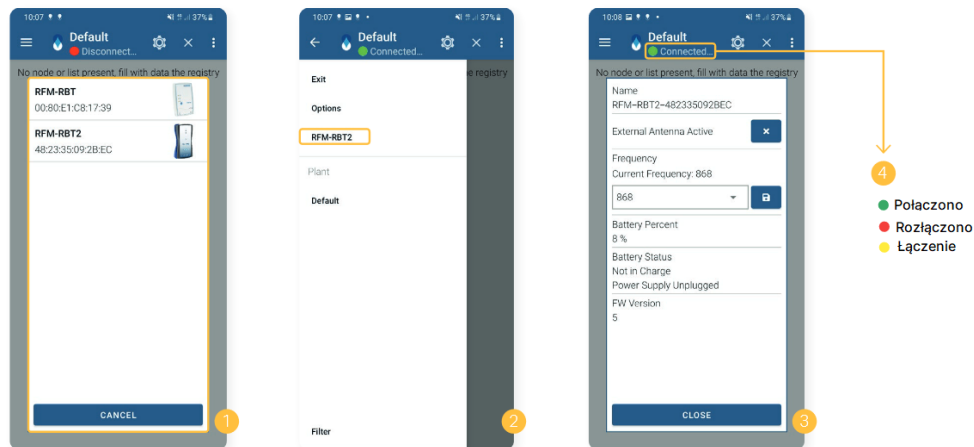 10:07
37%
Default
Disconnect...
No node or list present, fill with data the registry
RFM-RBT
00:80:E1:C8:17:39
RFM-RBT2
48:23:35:09:2B:EC
CANCEL
1
10:07
37%
Default
Connected...
e registry
Exit
Options
RFM-RBT2
Plant
Default
Filter
2
10:08
37%
Default
Connected...
No node or list present, fill with data the registry
Name
RFM-RBT2-482335092BEC
External Antenna Active
Frequency
Current Frequency: 868
868
Battery Percent
8 %
Battery Status
Not in Charge
Power Supply Unplugged
FW Version
5
CLOSE
3
4
Połaczono
Rozłączono
Łączenie